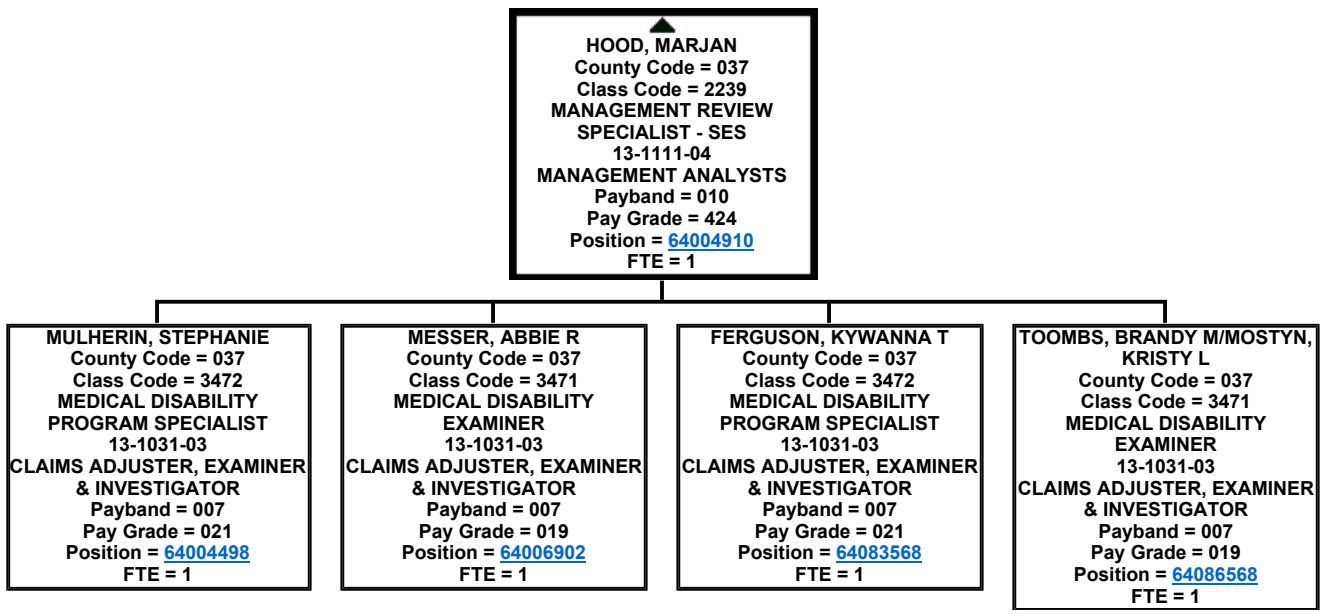 HOOD, MARJAN
County Code = 037
Class Code = 2239
MANAGEMENT REVIEW
SPECIALIST - SES
13-1111-04
MANAGEMENT ANALYSTS
Payband = 010
Pay Grade = 424
Position = 64004910
FTE = 1
MULHERIN, STEPHANIE
County Code = 037
Class Code = 3472
MEDICAL DISABILITY
PROGRAM SPECIALIST
13-1031-03
CLAIMS ADJUSTER, EXAMINER
& INVESTIGATOR
Payband = 007
Pay Grade = 021
Position = 64004498
FTE = 1
MESSER, ABBIE R
County Code = 037
Class Code = 3471
MEDICAL DISABILITY
EXAMINER
13-1031-03
CLAIMS ADJUSTER, EXAMINER
& INVESTIGATOR
Payband = 007
Pay Grade = 019
Position = 64006902
FTE = 1
FERGUSON, KYWANNA T
County Code = 037
Class Code = 3472
MEDICAL DISABILITY
PROGRAM SPECIALIST
13-1031-03
CLAIMS ADJUSTER, EXAMINER
& INVESTIGATOR
Payband = 007
Pay Grade = 021
Position = 64083568
FTE = 1
TOOMBS, BRANDY M/MOSTYN,
KRISTY L
County Code = 037
Class Code = 3471
MEDICAL DISABILITY
EXAMINER
13-1031-03
CLAIMS ADJUSTER, EXAMINER
& INVESTIGATOR
Payband = 007
Pay Grade = 019
Position = 64086568
FTE = 1